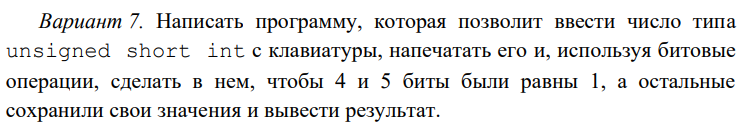 Вариант 7. Написать программу, которая позволит ввести число типа
unsigned short int с клавиатуры, напечатать его и, используя битовые
операции, сделать в нем, чтобы 4 и 5 биты были равны 1, а остальные
сохранили свои значения и вывести результат.